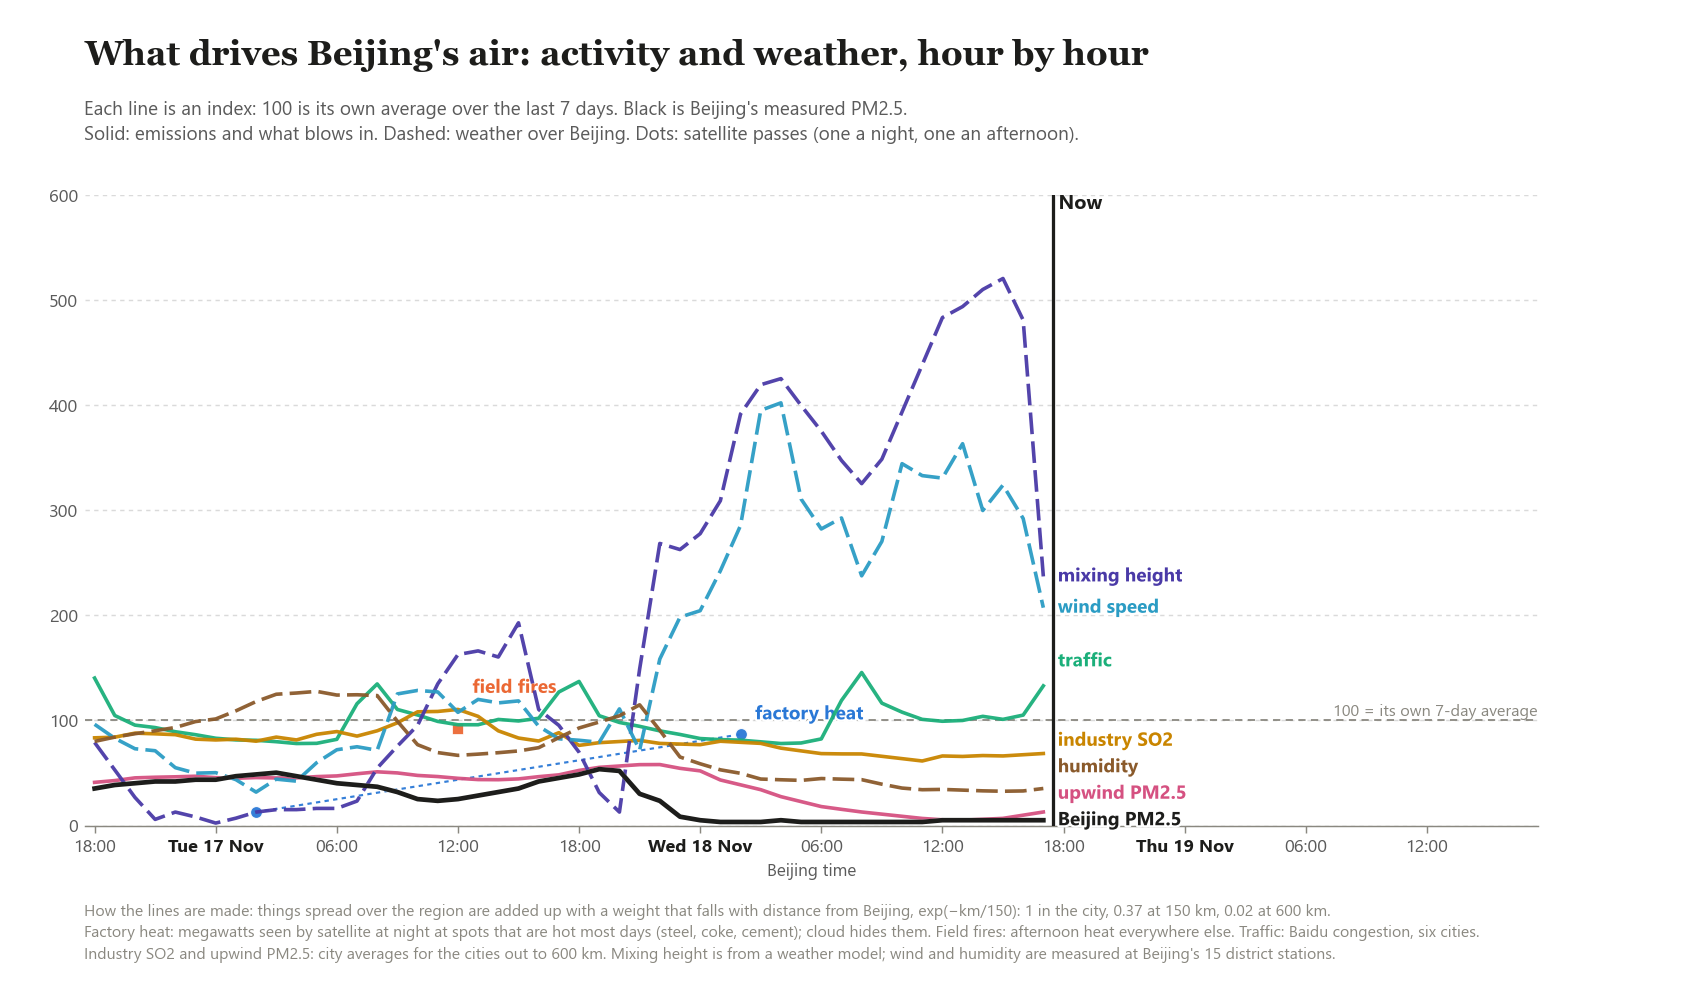 What drives Beijing's air: activity and weather, hour by hour
Each line is an index: 100 is its own average over the last 7 days. Black is Beijing's measured PM2.5.
Solid: emissions and what blows in. Dashed: weather over Beijing. Dots: satellite passes (one a night, one an afternoon).
600
Now
500
400
300
mixing height
wind speed
200
traffic
field fires
factory heat
100 = its own 7-day average
100
industry SO2
humidity
upwind PM2.5
Beijing PM2.5
0
18:00 Tue 17 Nov 06:00 12:00 18:00 Wed 18 Nov 06:00 12:00 18:00 Thu 19 Nov 06:00 12:00
Beijing time
How the lines are made: things spread over the region are added up with a weight that falls with distance from Beijing, exp(−km/150): 1 in the city, 0.37 at 150 km, 0.02 at 600 km.
Factory heat: megawatts seen by satellite at night at spots that are hot most days (steel, coke, cement); cloud hides them. Field fires: afternoon heat everywhere else. Traffic: Baidu congestion, six cities.
Industry SO2 and upwind PM2.5: city averages for the cities out to 600 km. Mixing height is from a weather model; wind and humidity are measured at Beijing's 15 district stations.